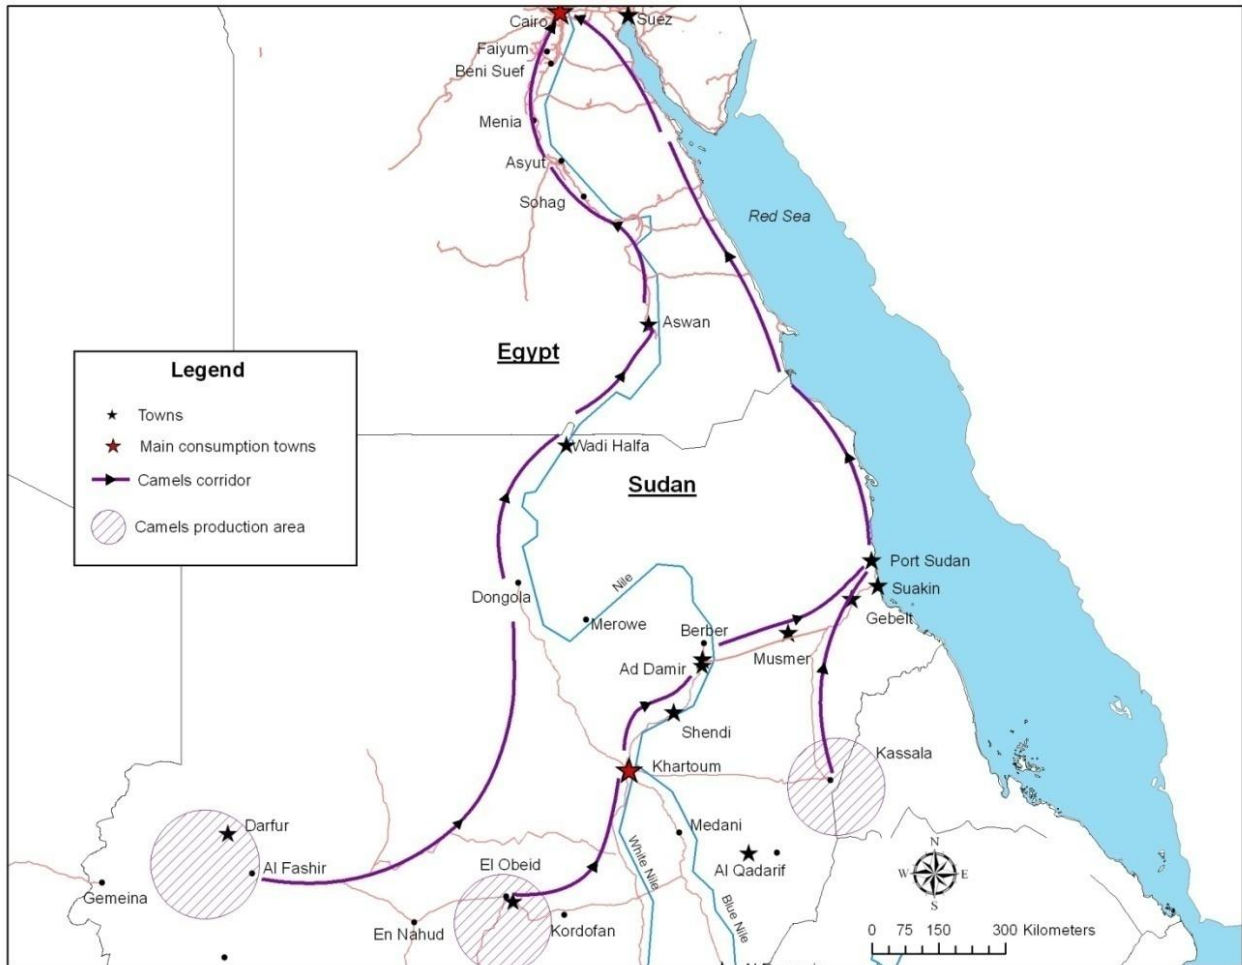 Cairo
Suez
Faiyum
Beni Suef
Menia
Asyut
Sohag
Red Sea
Aswan
Egypt
Legend
Towns
Main consumption towns
Camels corridor
Camels production area
Wadi Halfa
Sudan
Port Sudan
Suakin
Gebelt
Dongola
Nile
Merowe
Berber
Musmer
Ad Damir
Shendi
Kassala
Khartoum
Darfur
Medani
Al Fashir
El Obeid
White Nile
Al Qadarif
Gemeina
En Nahud
Kordofan
Blue Nile
N
W E
S
0 75 150 300 Kilometers